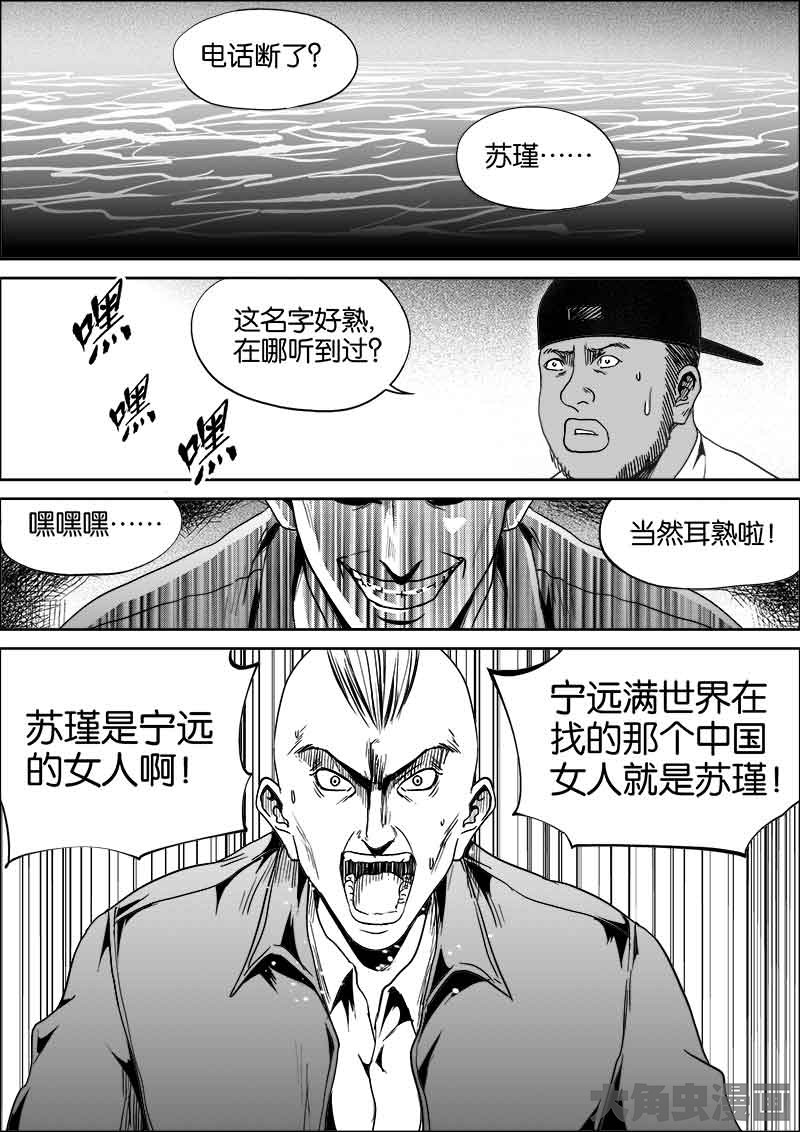 电话断了?
苏瑾……
这名字好熟,
在哪听到过?
嘿
嘿
嘿
嘿嘿嘿……
当然耳熟啦!
苏瑾是宁远
的女人啊!
宁远满世界在
找的那个中国
女人就是苏瑾!
大角虫漫画